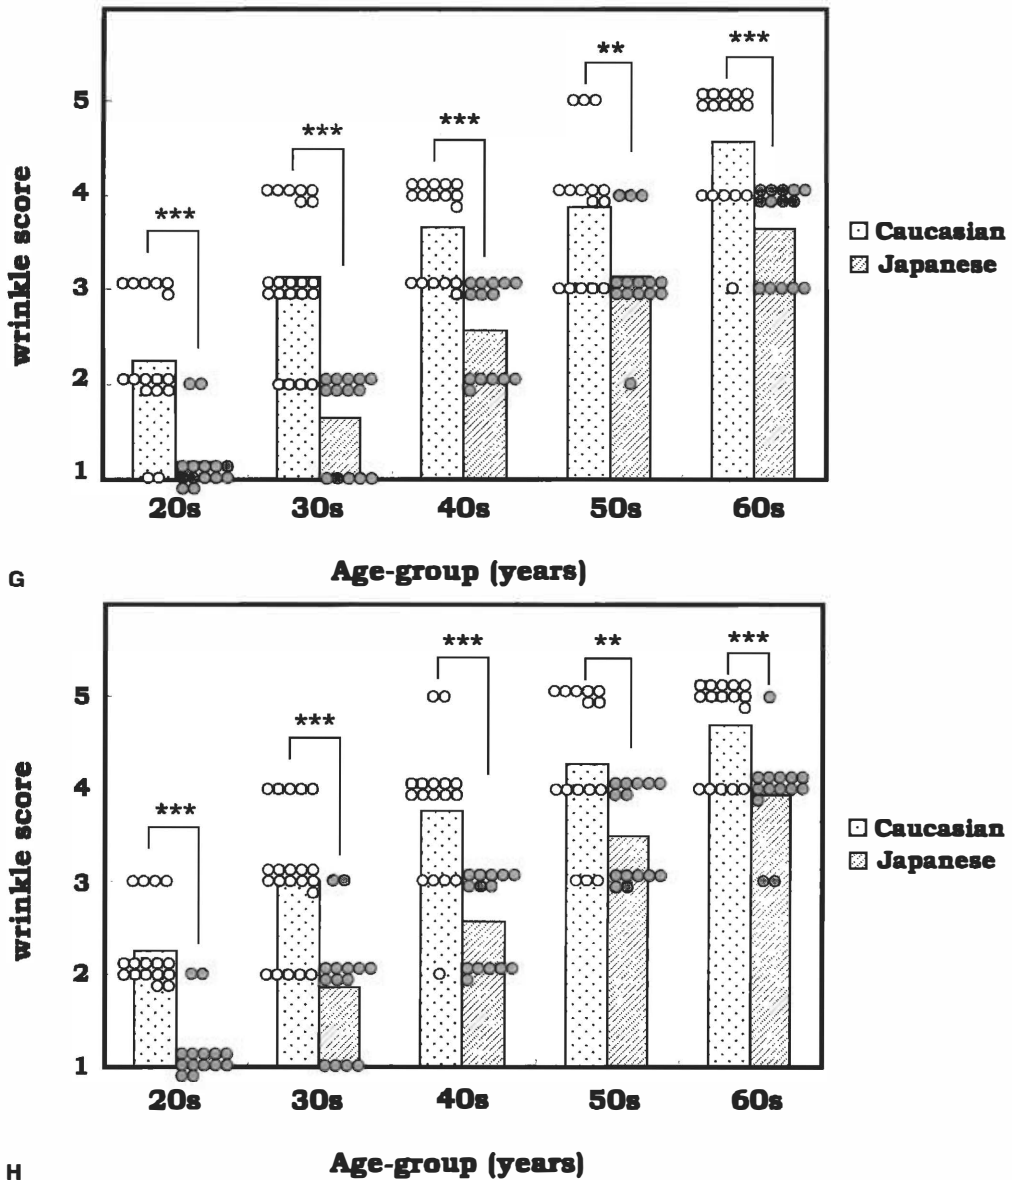 ***
***
***
**
***
5
4
3
2
1
wrinkle score
20s 30s 40s 50s 60s
Age-group (years)
Caucasian
Japanese
G
***
***
***
**
***
5
4
3
2
1
wrinkle score
20s 30s 40s 50s 60s
Age-group (years)
Caucasian
Japanese
H